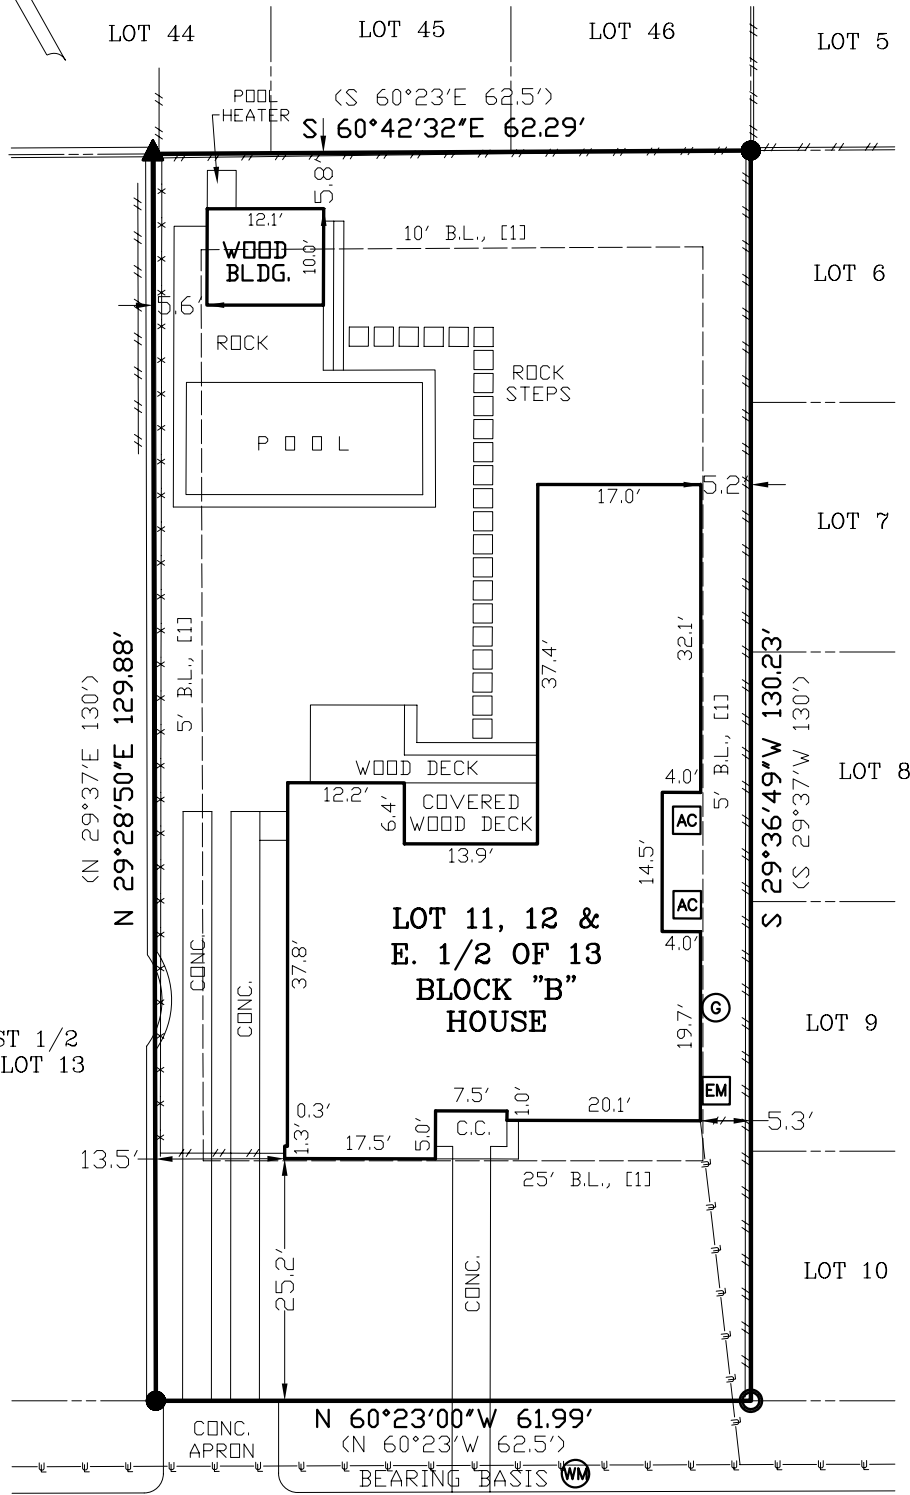 LOT 44
LOT 45
LOT 46
LOT 5
POOL
HEATER
(S 60°23'E 62.5')
S 60°42'32"E 62.29'
5.8'
12.1'
10.0'
WOOD
BLDG.
10' B.L., [1]
LOT 6
5.6'
ROCK
ROCK
STEPS
POOL
17.0'
5.2'
LOT 7
5' B.L., [1]
37.4'
32.1'
N 29°28'50"E 129.88'
(N 29°37'E 130')
S 29°36'49"W 130.23'
(S 29°37'W 130')
5' B.L., [1]
WOOD DECK
12.2'
6.4'
COVERED
WOOD DECK
13.9'
4.0'
AC
14.5'
AC
4.0'
LOT 8
LOT 11, 12 &
E. 1/2 OF 13
BLOCK "B"
HOUSE
37.8'
CONC.
CONC.
G
19.7'
LOT 9
ST 1/2
LOT 13
EM
7.5'
1.0'
20.1'
C.C.
5.0'
0.3'
1.3'
17.5'
5.3'
13.5'
25' B.L., [1]
25.2'
CONC.
LOT 10
N 60°23'00"W 61.99'
(N 60°23'W 62.5')
BEARING BASIS
WM
CONC.
APRON